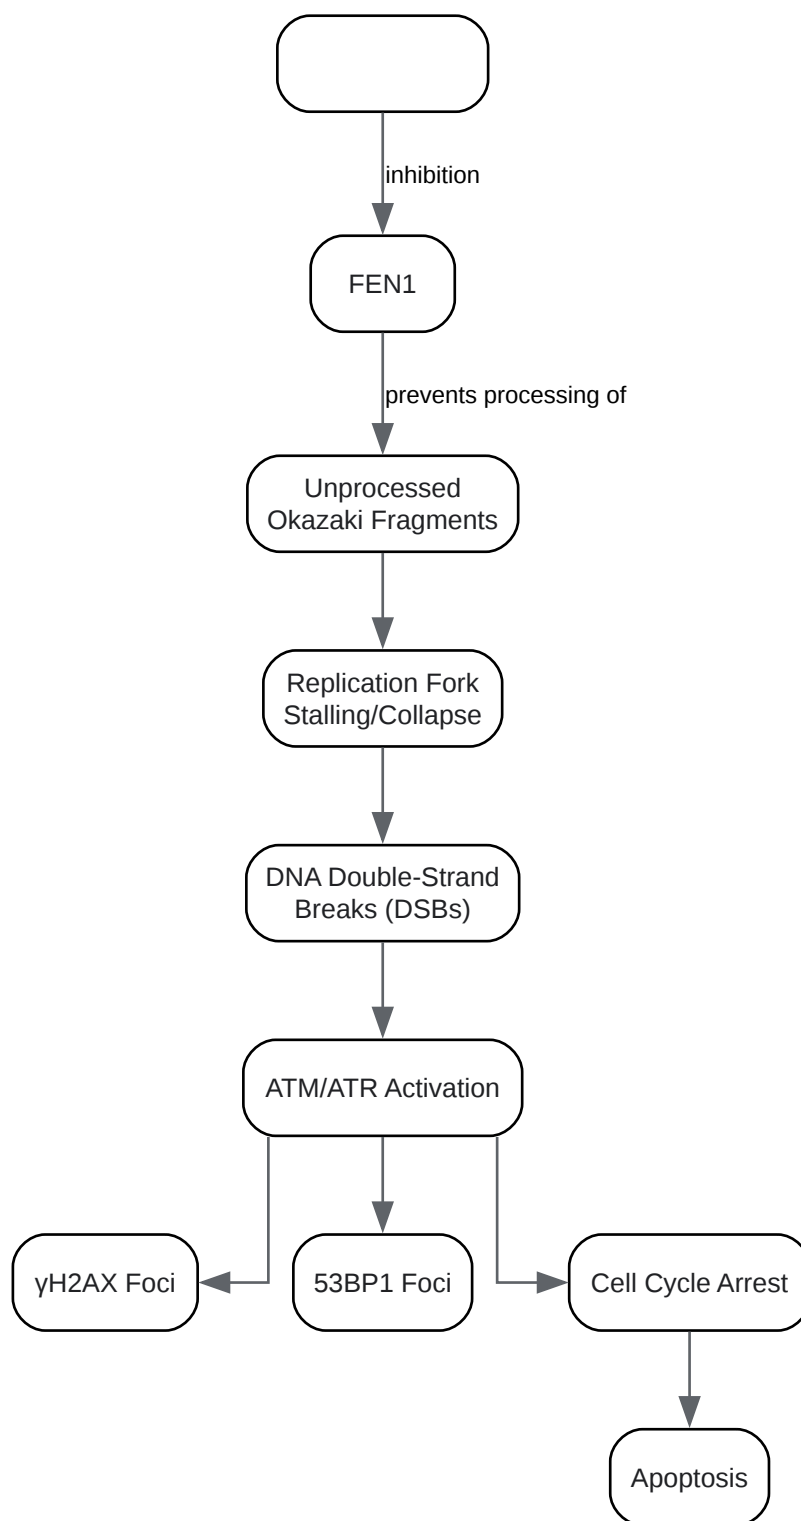 inhibition
FEN1
prevents processing of
Unprocessed
Okazaki Fragments
Replication Fork
Stalling/Collapse
DNA Double-Strand
Breaks (DSBs)
ATM/ATR Activation
γH2AX Foci
53BP1 Foci
Cell Cycle Arrest
Apoptosis